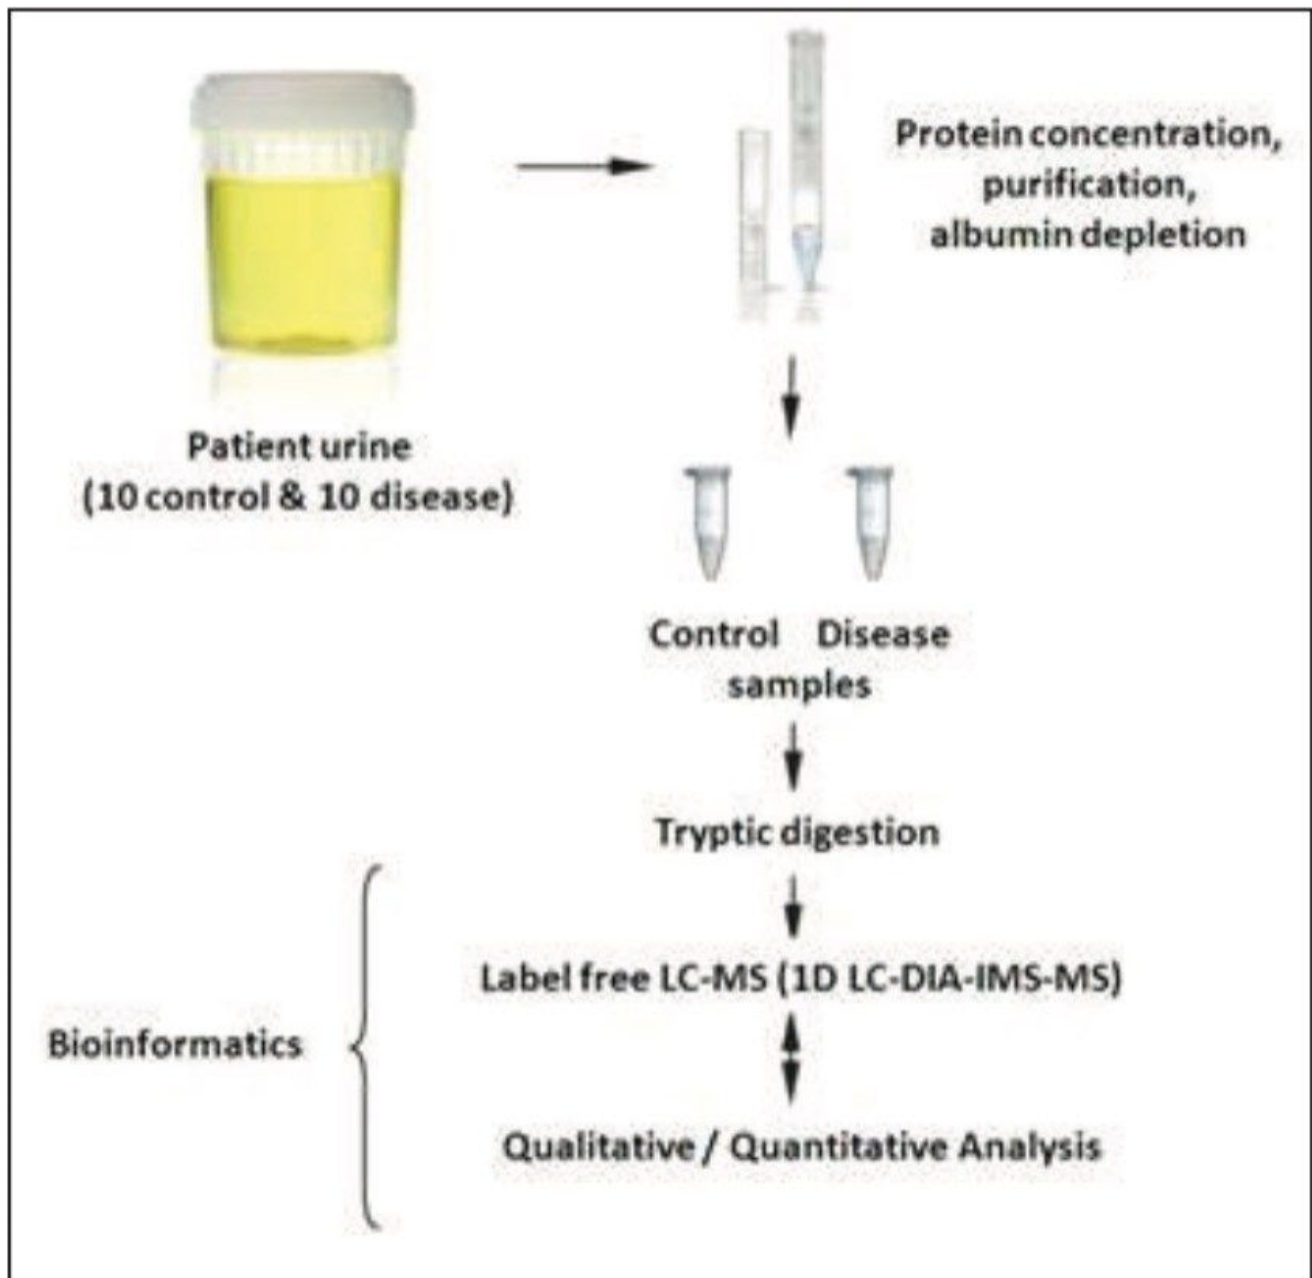 Protein concentration,
purification,
albumin depletion
Patient urine
(10 control & 10 disease)
Control Disease
samples
Tryptic digestion
Label free LC-MS (1D LC-DIA-IMS-MS)
Bioinformatics
Qualitative / Quantitative Analysis